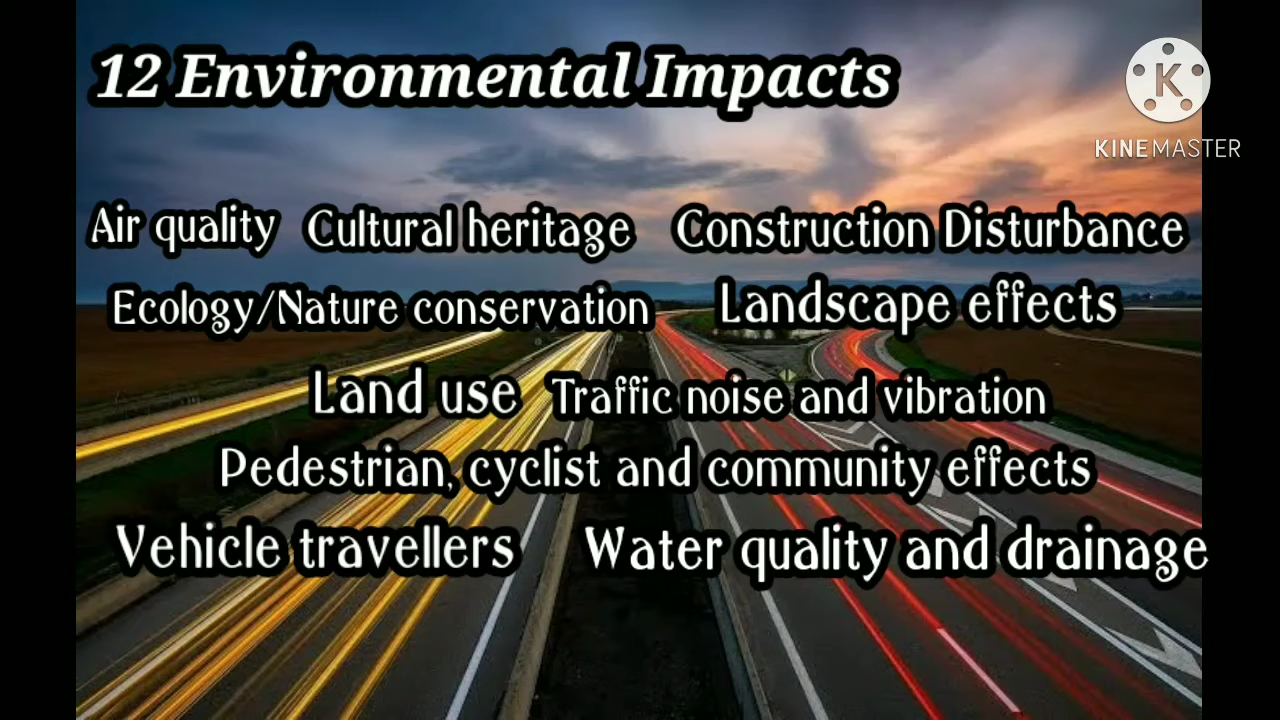 12 Environmental Impacts
K
KINEMASTER
Air quality Cultural heritage Construction Disturbance
Ecology/Nature conservation Landscape effects
Land use Traffic noise and vibration
Pedestrian, cyclist and community effects
Vehicle travellers Water quality and drainage